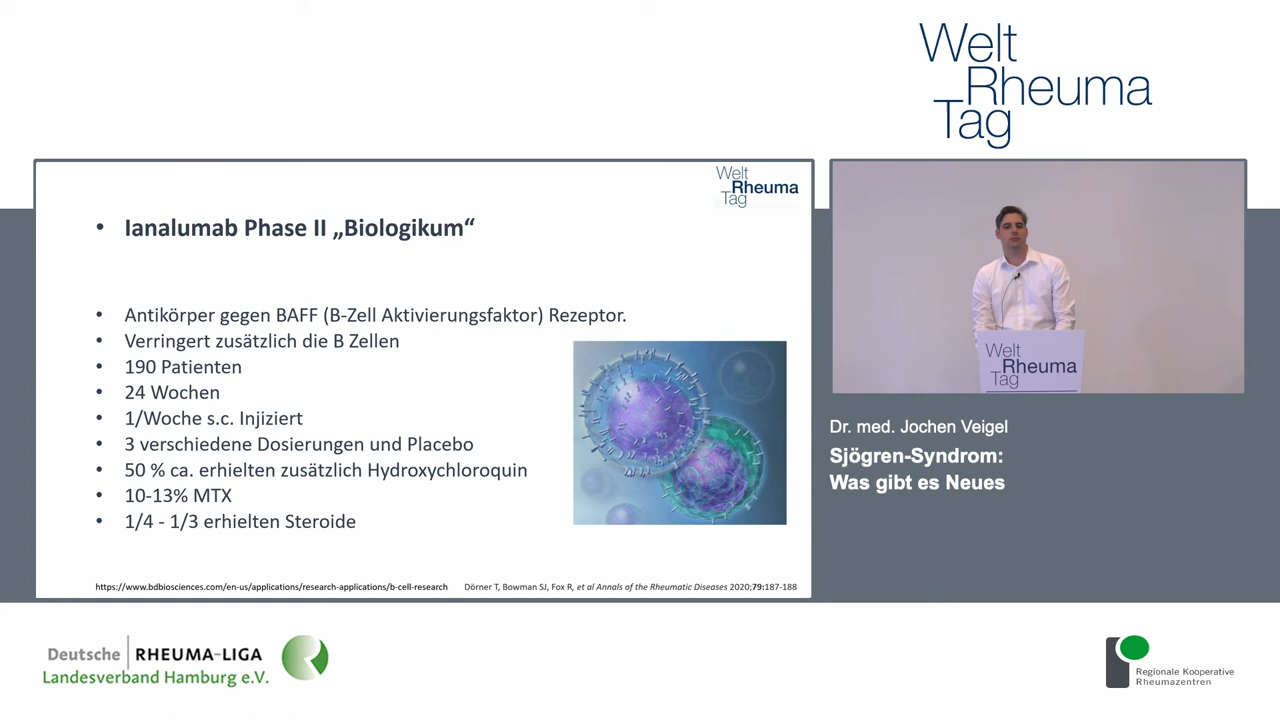 Welt
Rheuma
Tag
Welt
Rheuma
Tag
• Ianalumab Phase II „Biologikum“
• Antikörper gegen BAFF (B-Zell Aktivierungsfaktor) Rezeptor.
• Verringert zusätzlich die B Zellen
• 190 Patienten
• 24 Wochen
• 1/Woche s.c. Injiziert
• 3 verschiedene Dosierungen und Placebo
• 50 % ca. erhielten zusätzlich Hydroxychloroquin
• 10-13% MTX
• 1/4 - 1/3 erhielten Steroide
https://www.bdbiosciences.com/en-us/applications/research-applications/b-cell-research
Dörner T, Bowman SJ, Fox R, et al Annals of the Rheumatic Diseases 2020;79:187-188
Welt
Rheuma
Tag
Dr. med. Jochen Veigel
Sjögren-Syndrom:
Was gibt es Neues
Deutsche RHEUMA-LIGA
Landesverband Hamburg e.V.
Regionale Kooperative
Rheumazentren